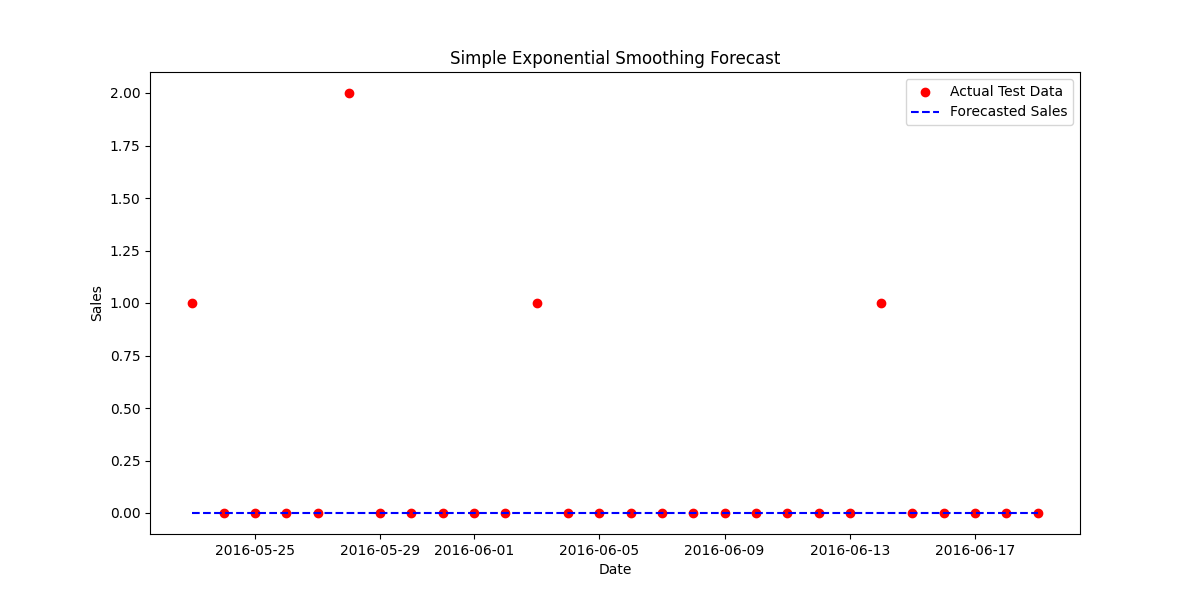 Simple Exponential Smoothing Forecast
Actual Test Data
Forecasted Sales
Sales
2.00
1.75
1.50
1.25
1.00
0.75
0.50
0.25
0.00
2016-05-25 2016-05-29 2016-06-01 2016-06-05 2016-06-09 2016-06-13 2016-06-17
Date